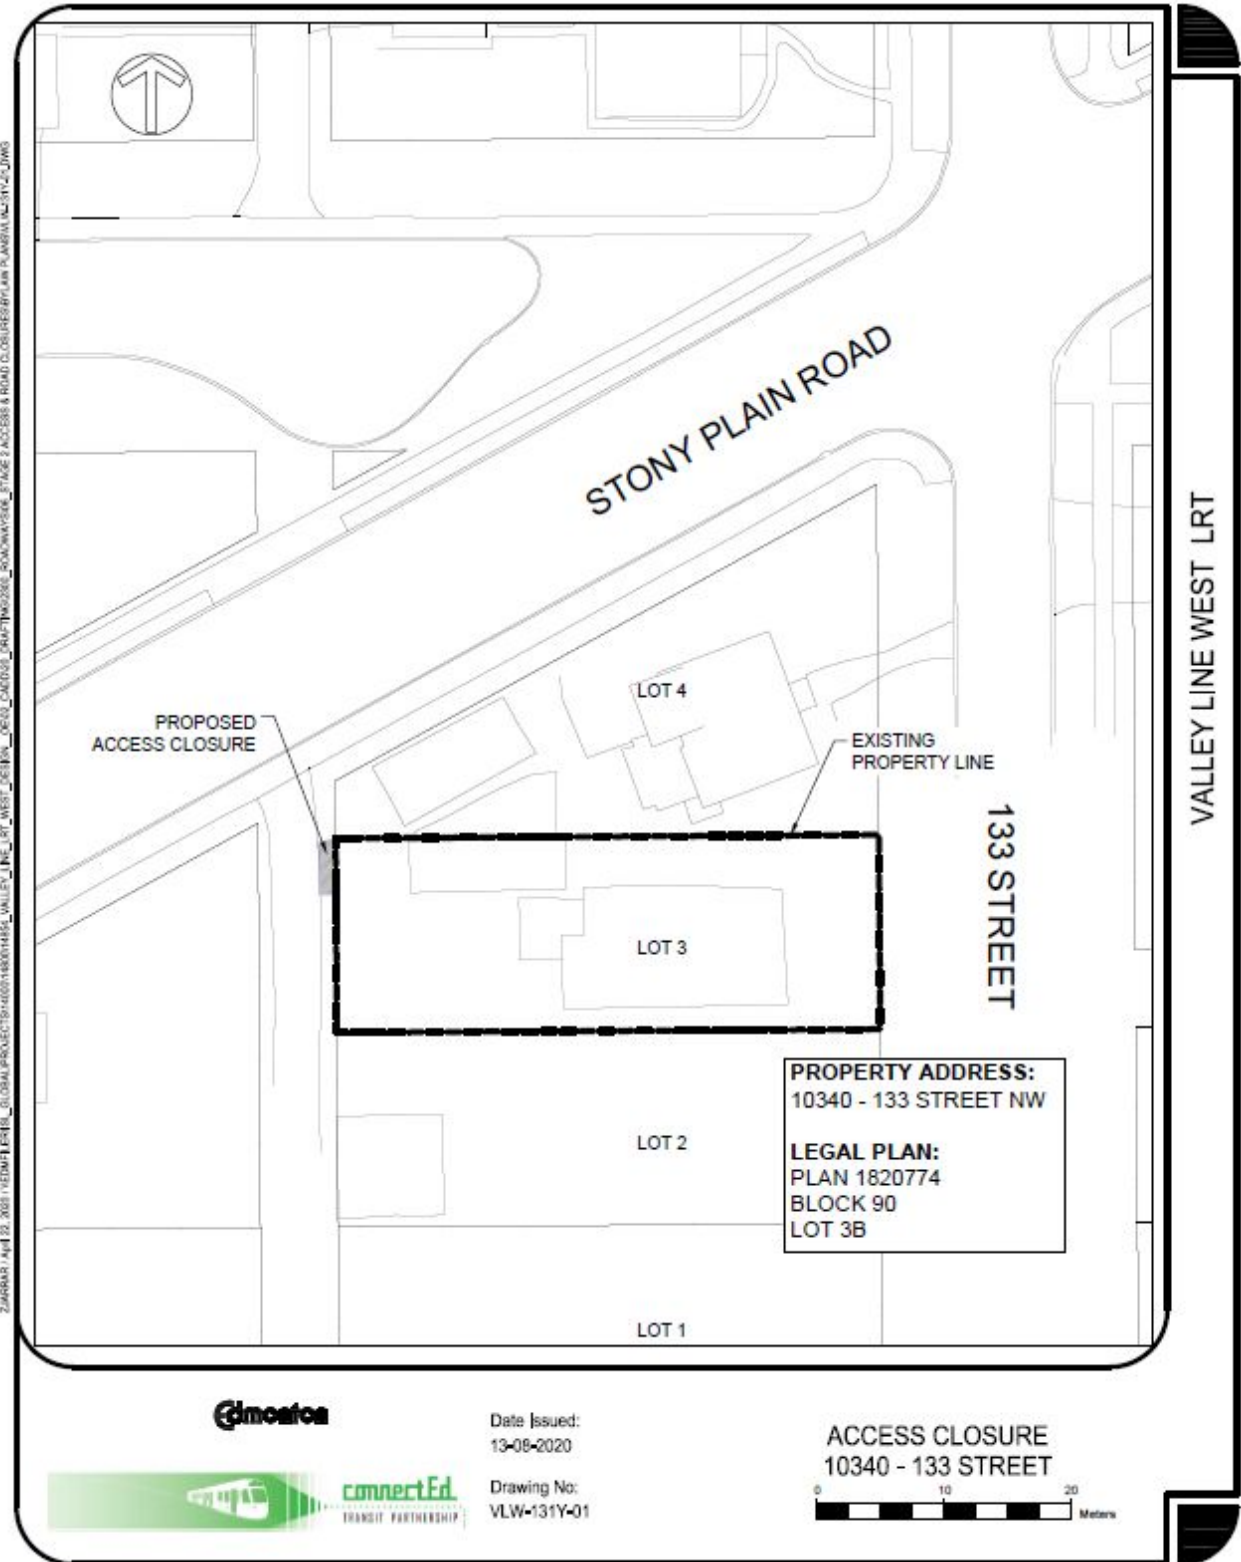 STONY PLAIN ROAD
LOT 4
PROPOSED
ACCESS CLOSURE
EXISTING
PROPERTY LINE
133 STREET
LOT 3
PROPERTY ADDRESS:
10340 - 133 STREET NW
LEGAL PLAN:
PLAN 1820774
BLOCK 90
LOT 3B
LOT 2
LOT 1
VALLEY LINE WEST LRT
Edmonton
connectEd
TRANSIT PARTNERSHIP
Date Issued:
13-08-2020
Drawing No:
VLW-131Y-01
ACCESS CLOSURE
10340 - 133 STREET
0 10 20
Meters